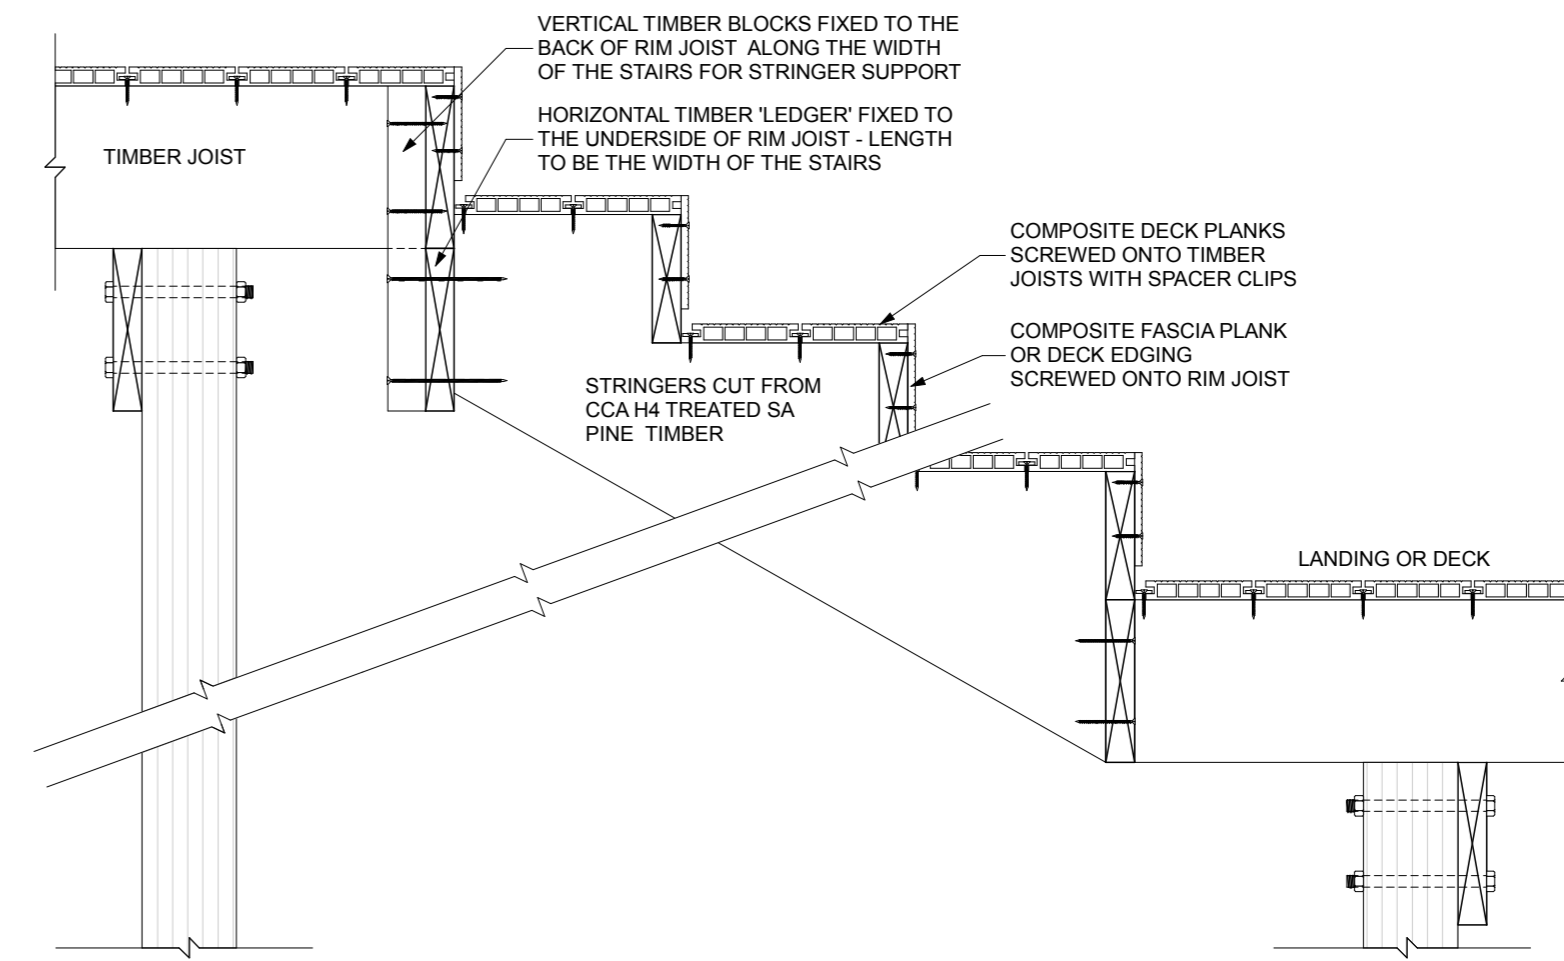 VERTICAL TIMBER BLOCKS FIXED TO THE
BACK OF RIM JOIST ALONG THE WIDTH
OF THE STAIRS FOR STRINGER SUPPORT
HORIZONTAL TIMBER 'LEDGER' FIXED TO
THE UNDERSIDE OF RIM JOIST - LENGTH
TO BE THE WIDTH OF THE STAIRS
TIMBER JOIST
COMPOSITE DECK PLANKS
SCREWED ONTO TIMBER
JOISTS WITH SPACER CLIPS
COMPOSITE FASCIA PLANK
OR DECK EDGING
SCREWED ONTO RIM JOIST
STRINGERS CUT FROM
CCA H4 TREATED SA
PINE TIMBER
LANDING OR DECK